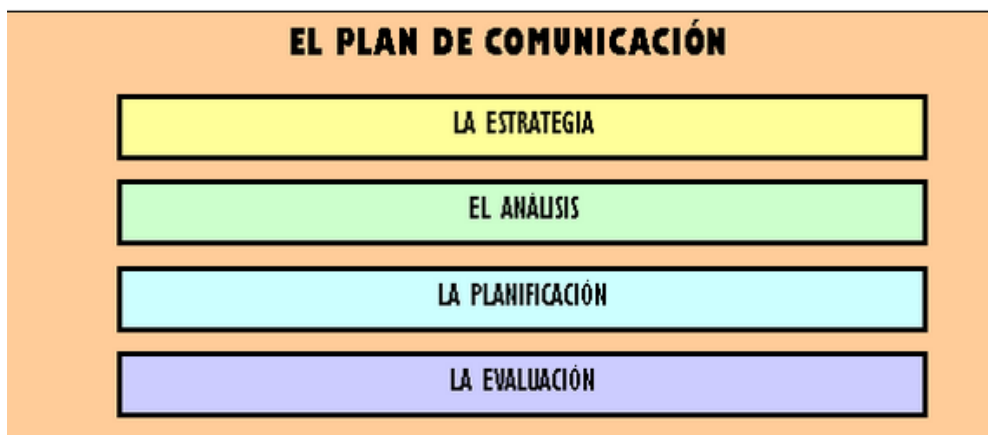 EL PLAN DE COMUNICACIÓN
LA ESTRATEGIA
EL ANÁLISIS
LA PLANIFICACIÓN
LA EVALUACIÓN